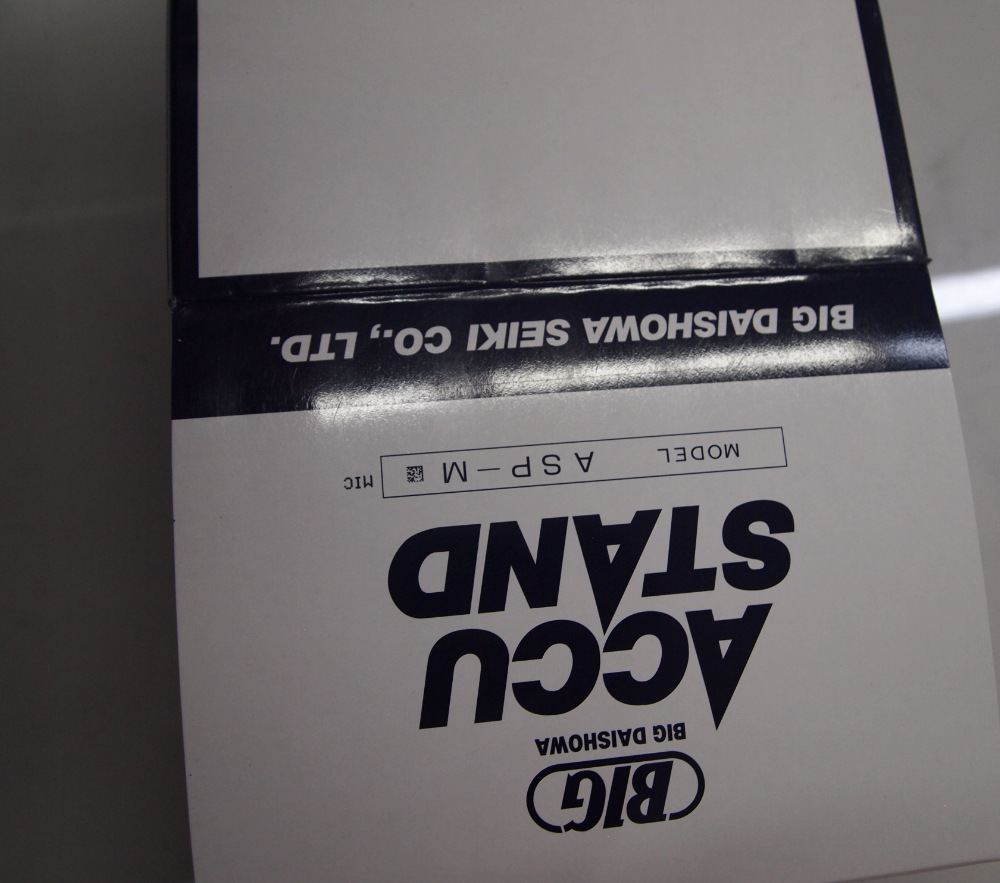 BIG
BIG DAISHOWA
ACCU
STAND
MODEL ASP-M
MIC
BIG DAISHOWA SEIKI CO., LTD.